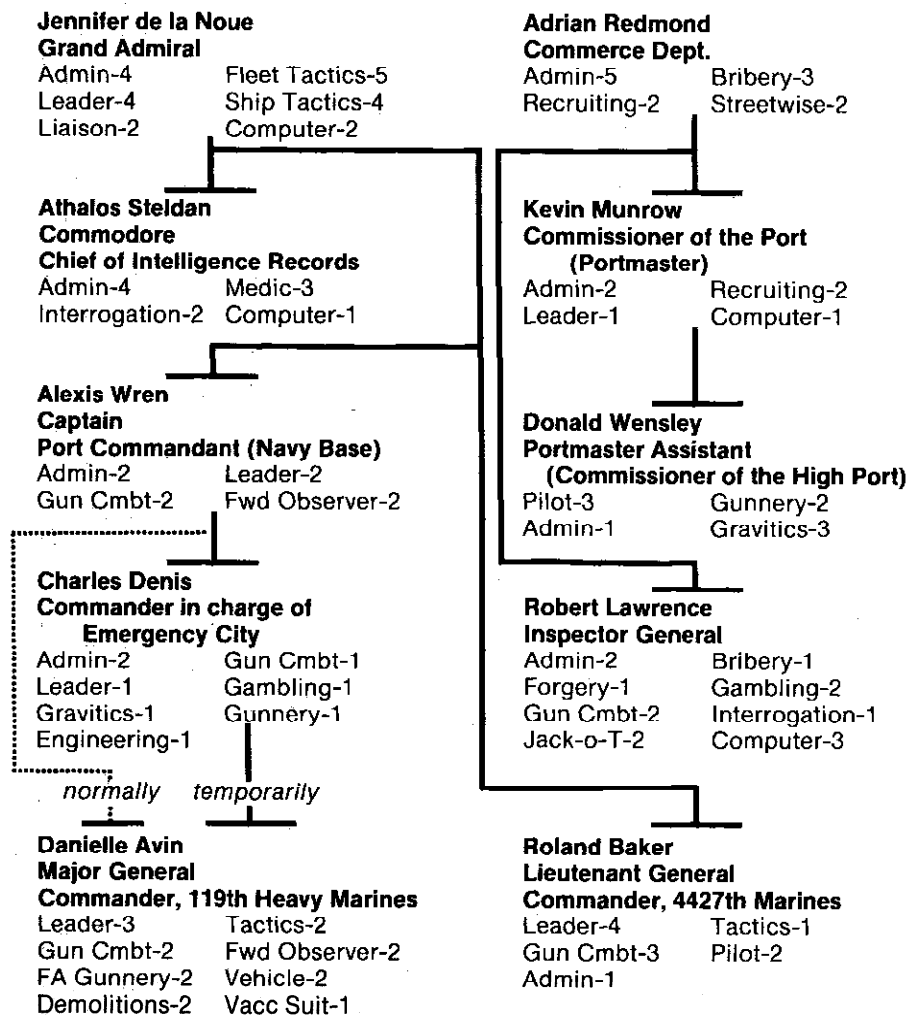 Jennifer de la Noue
Grand Admiral
Admin-4 Fleet Tactics-5
Leader-4 Ship Tactics-4
Liaison-2 Computer-2
Athalos Steldan
Commodore
Chief of Intelligence Records
Admin-4 Medic-3
Interrogation-2 Computer-1
Alexis Wren
Captain
Port Commandant (Navy Base)
Admin-2 Leader-2
Gun Cmbt-2 Fwd Observer-2
Charles Denis
Commander in charge of
Emergency City
Admin-2 Gun Cmbt-1
Leader-1 Gambling-1
Gravitics-1 Gunnery-1
Engineering-1
normally temporarily
Danielle Avin
Major General
Commander, 119th Heavy Marines
Leader-3 Tactics-2
Gun Cmbt-2 Fwd Observer-2
FA Gunnery-2 Vehicle-2
Demolitions-2 Vacc Suit-1
Adrian Redmond
Commerce Dept.
Admin-5 Bribery-3
Recruiting-2 Streetwise-2
Kevin Munrow
Commissioner of the Port
(Portmaster)
Admin-2 Recruiting-2
Leader-1 Computer-1
Donald Wensley
Portmaster Assistant
(Commissioner of the High Port)
Pilot-3 Gunnery-2
Admin-1 Gravitics-3
Robert Lawrence
Inspector General
Admin-2 Bribery-1
Forgery-1 Gambling-2
Gun Cmbt-2 Interrogation-1
Jack-o-T-2 Computer-3
Roland Baker
Lieutenant General
Commander, 4427th Marines
Leader-4 Tactics-1
Gun Cmbt-3 Pilot-2
Admin-1